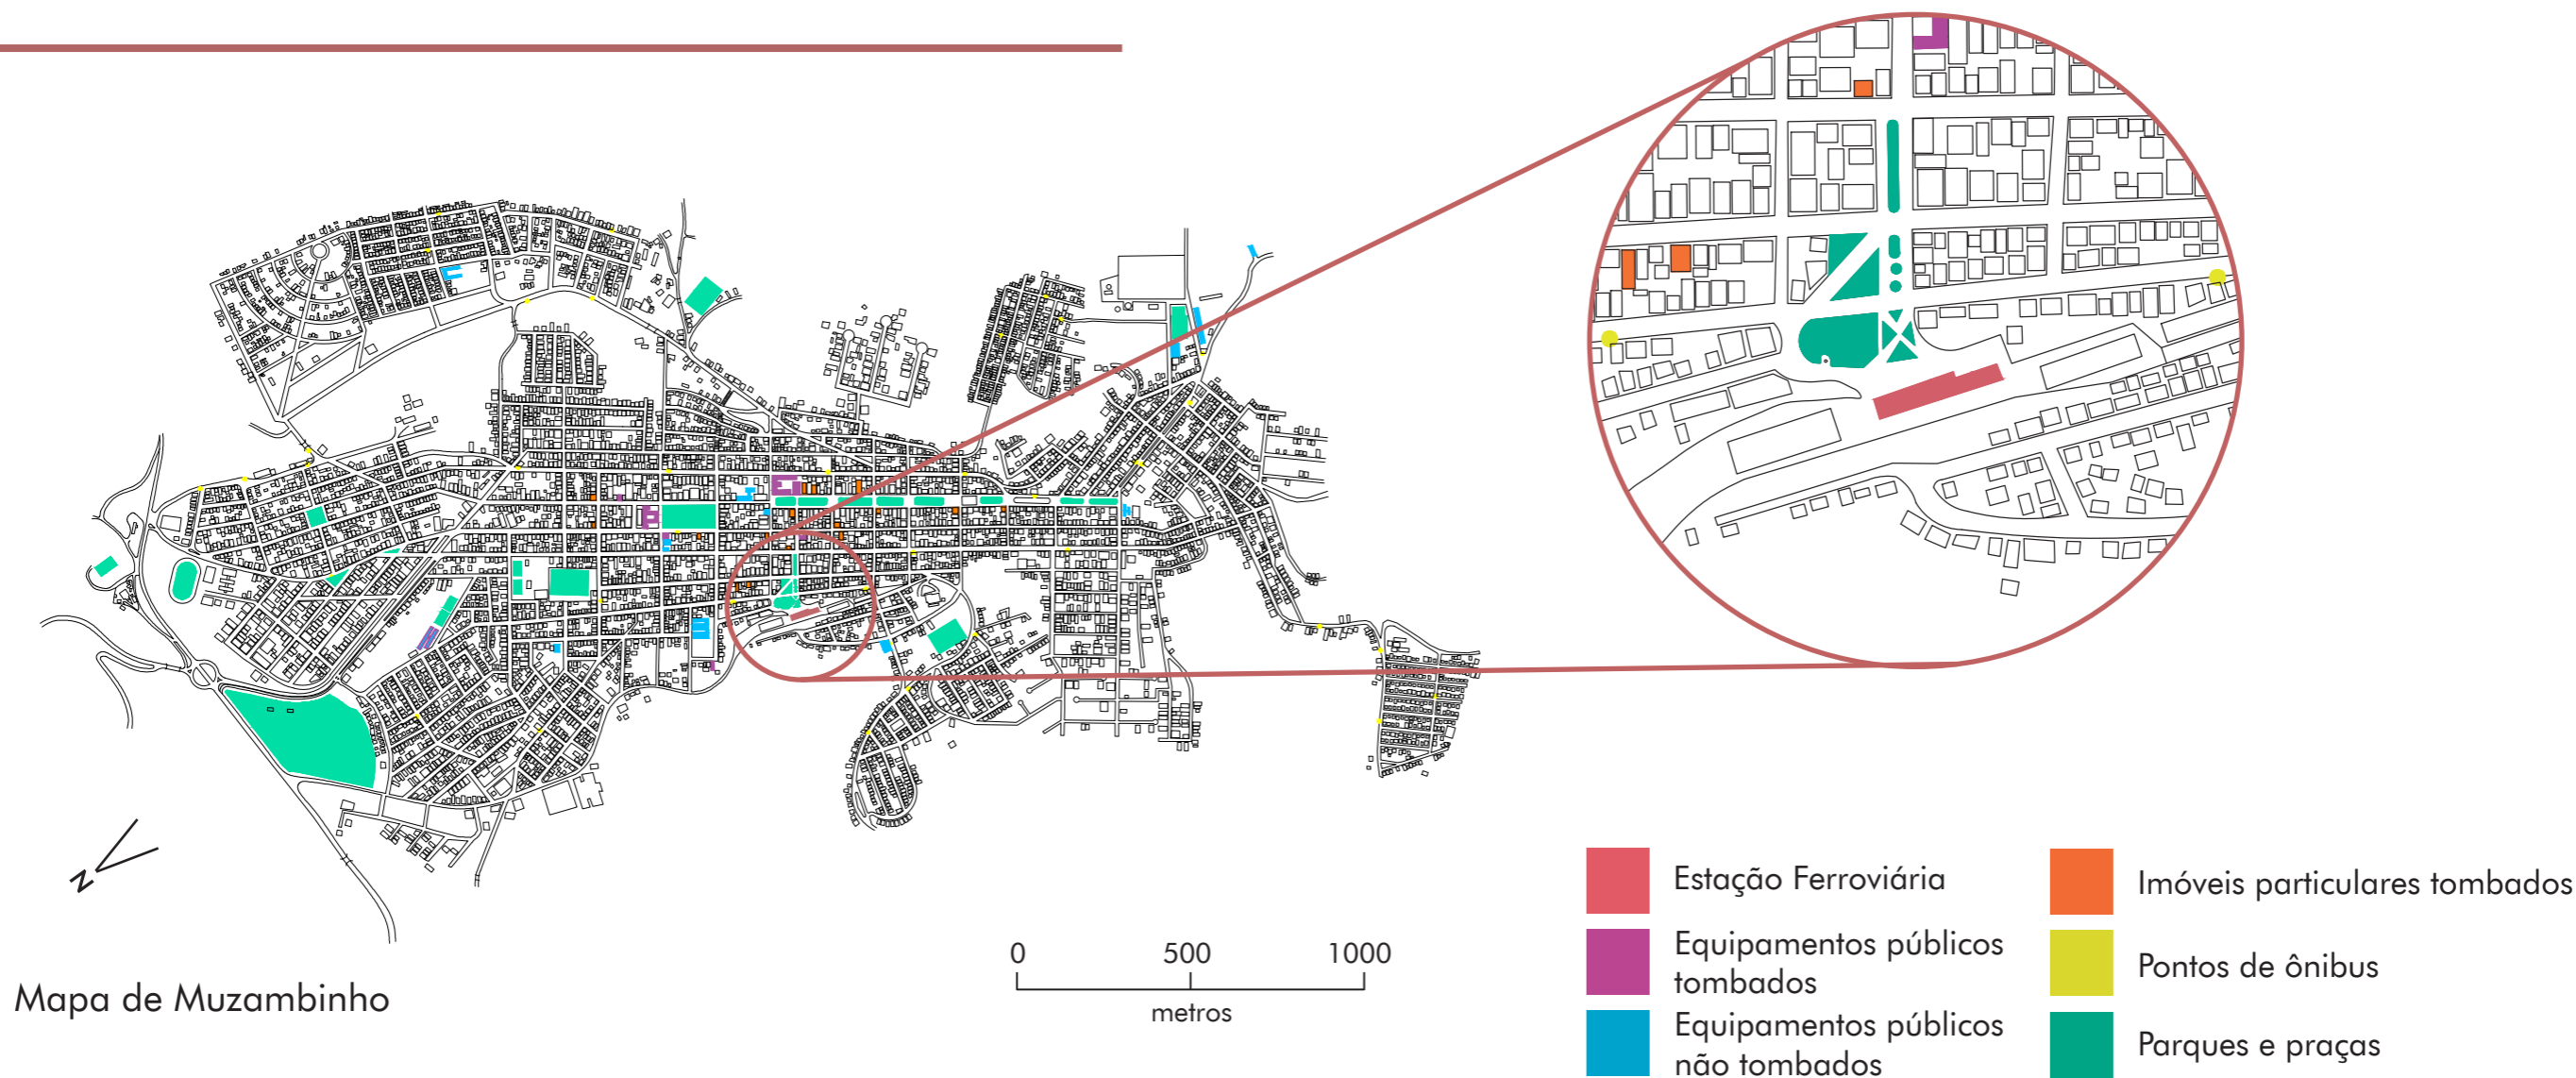 N
Mapa de Muzambinho
0 500 1000
metros
Estação Ferroviária
Equipamentos públicos
tombados
Equipamentos públicos
não tombados
Imóveis particulares tombados
Pontos de ônibus
Parques e praças